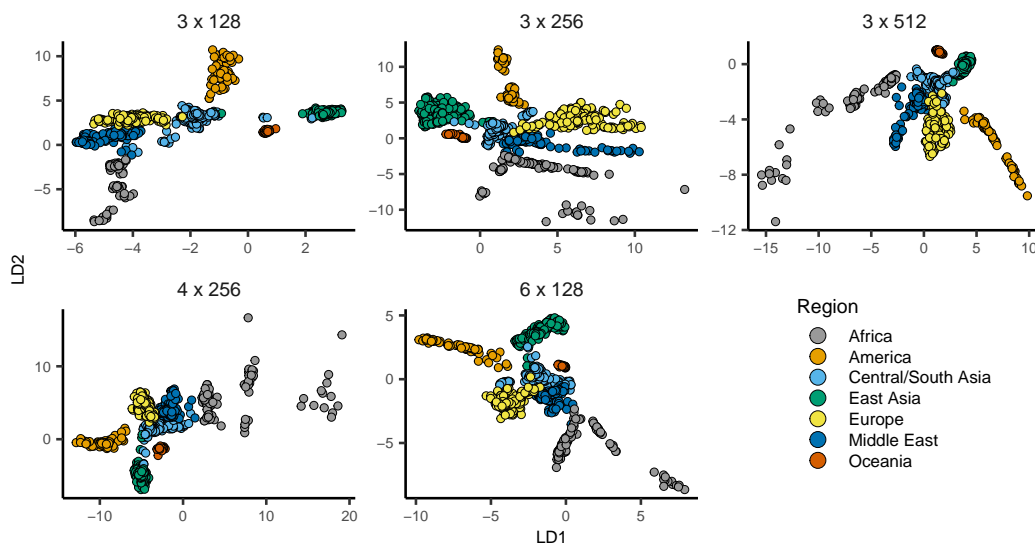 3 x 128
3 x 256
3 x 512
10
5
0
−5
−6
−4
−2
0
2
10
5
0
−5
−10
0
5
10
0
−4
−8
−12
−15
−10
−5
0
5
10
LD2
4 x 256
6 x 128
10
0
−10
0
10
20
5
0
−5
−10
−5
0
5
LD1
Region
Africa
America
Central/South Asia
East Asia
Europe
Middle East
Oceania